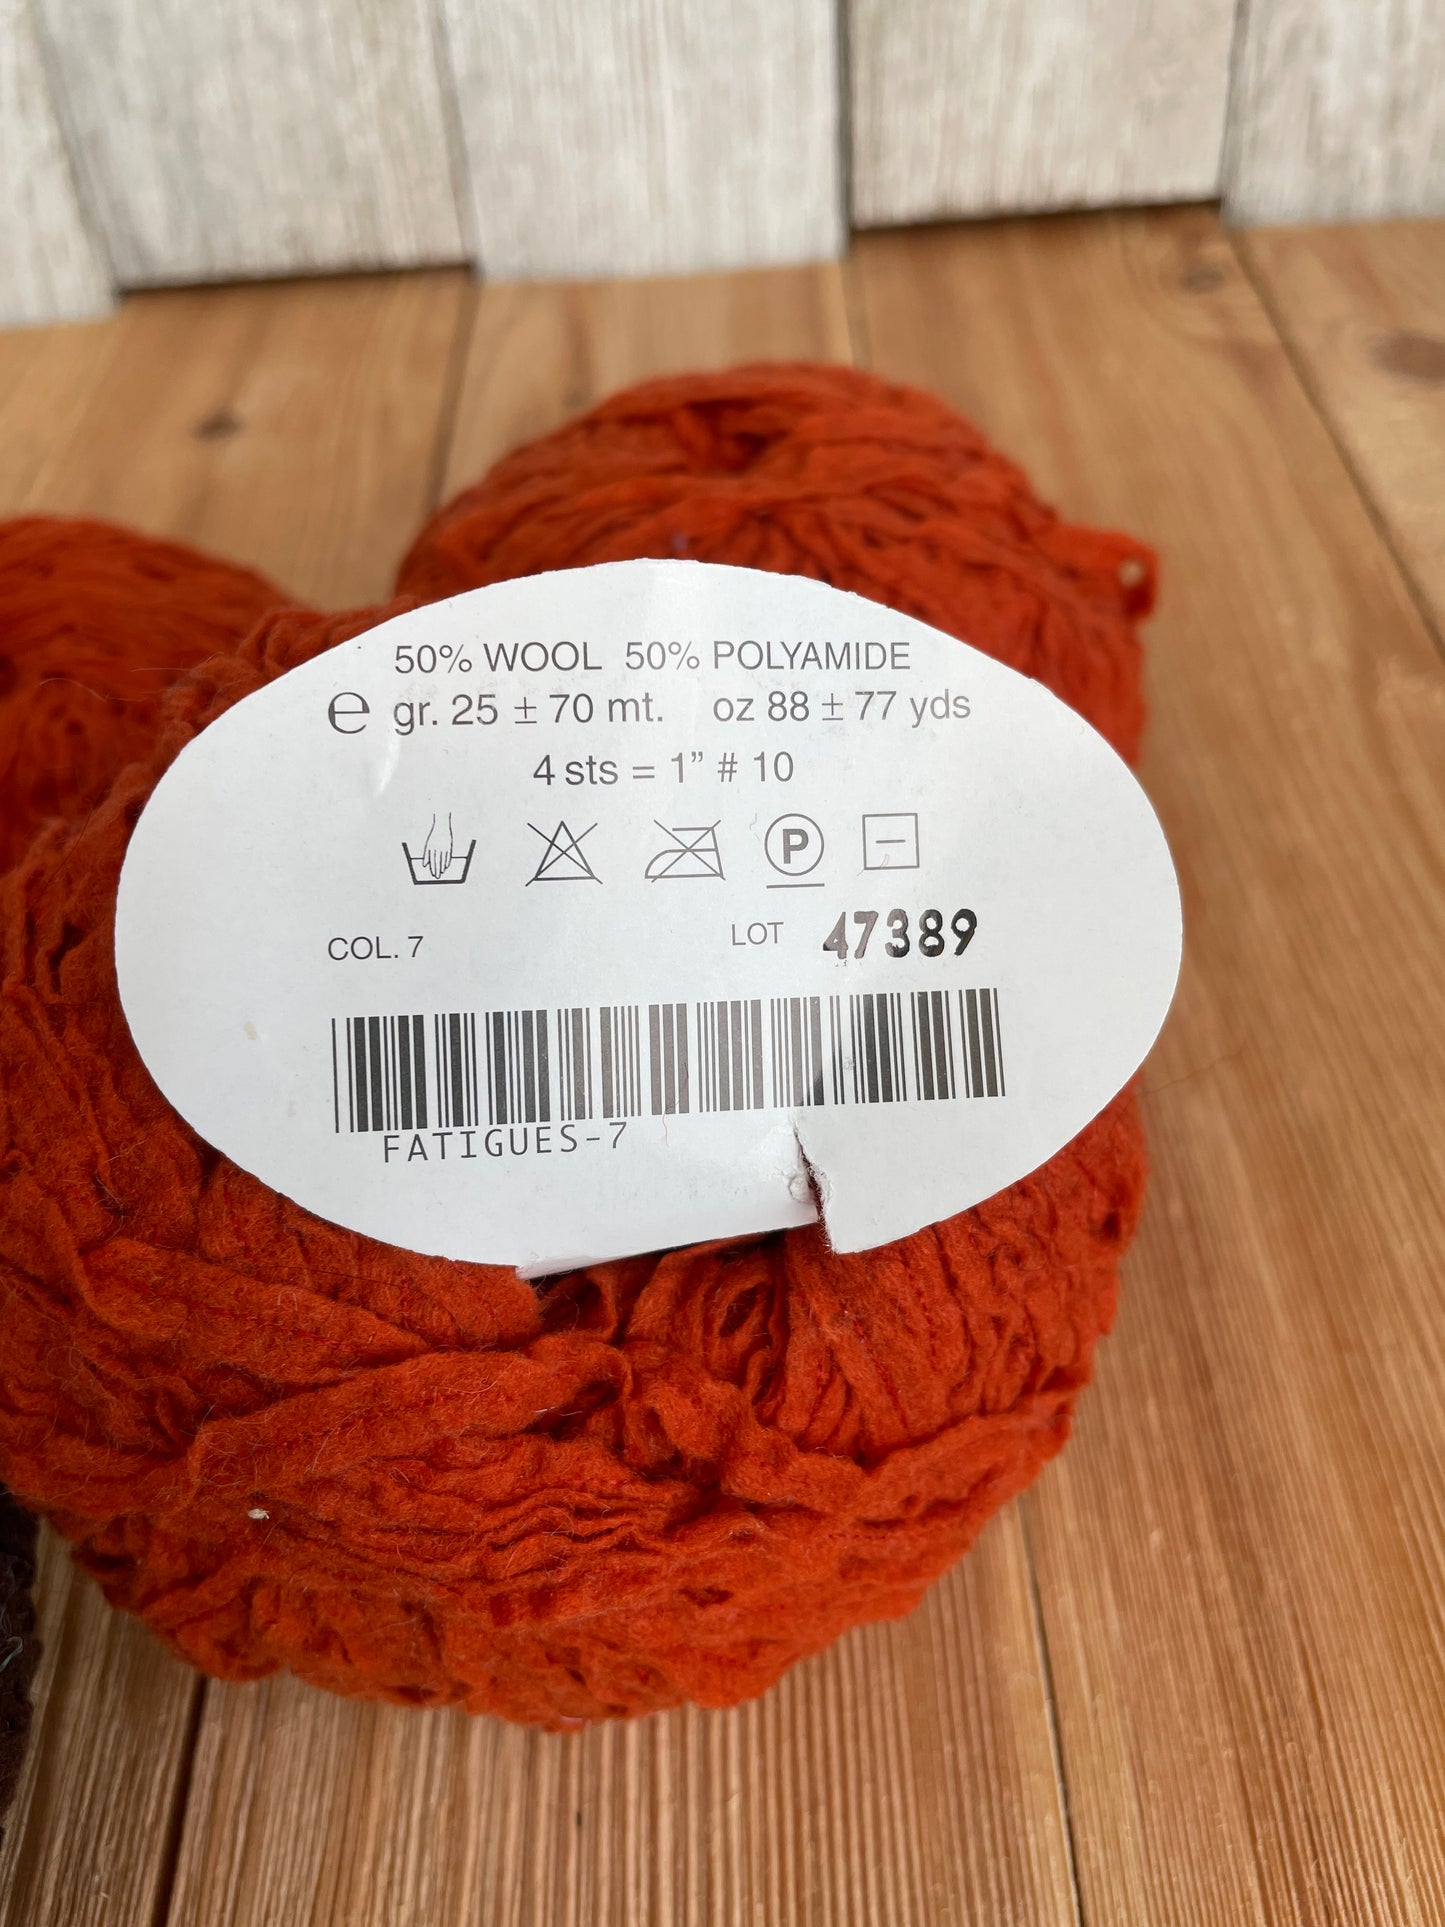 50% WOOL 50% POLYAMIDE
℮ gr. 25 ± 70 mt. oz 88 ± 77 yds
4 sts = 1” # 10
P
COL. 7 LOT 47389
FATIGUES-7